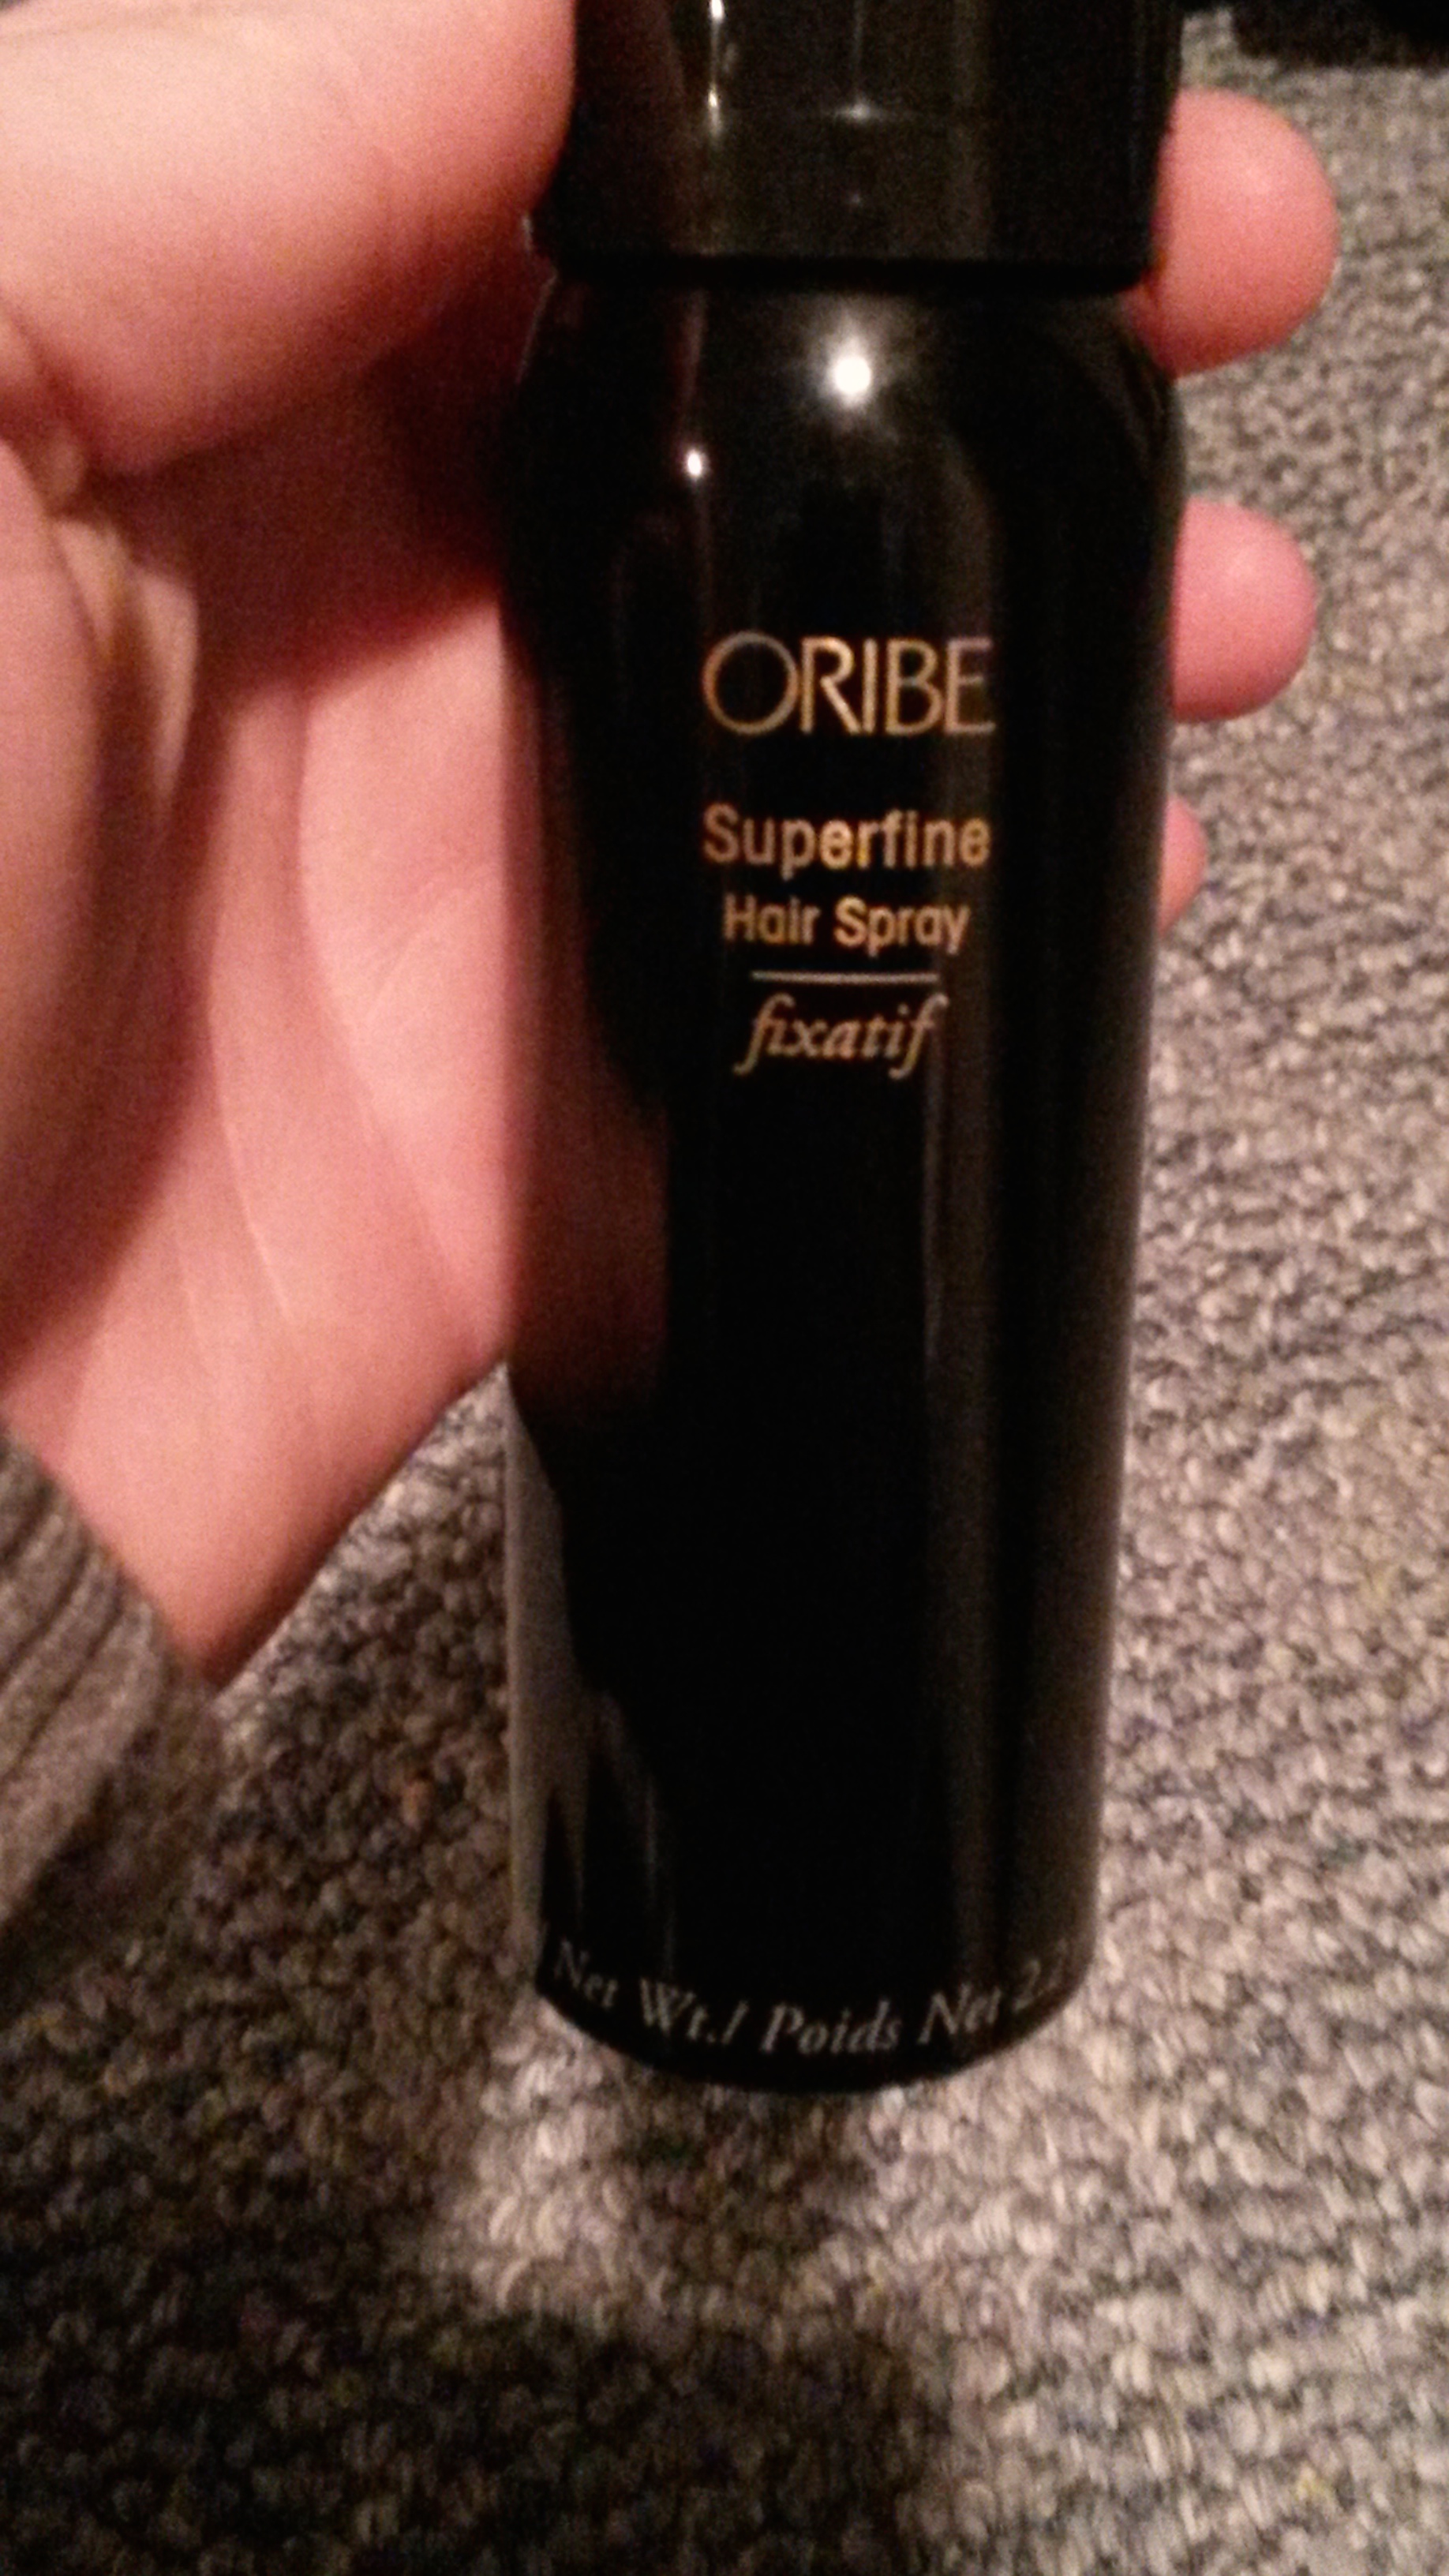 ORIBE
Superfine
Hair Spray
fixatif
Net Wt./ Poids Net